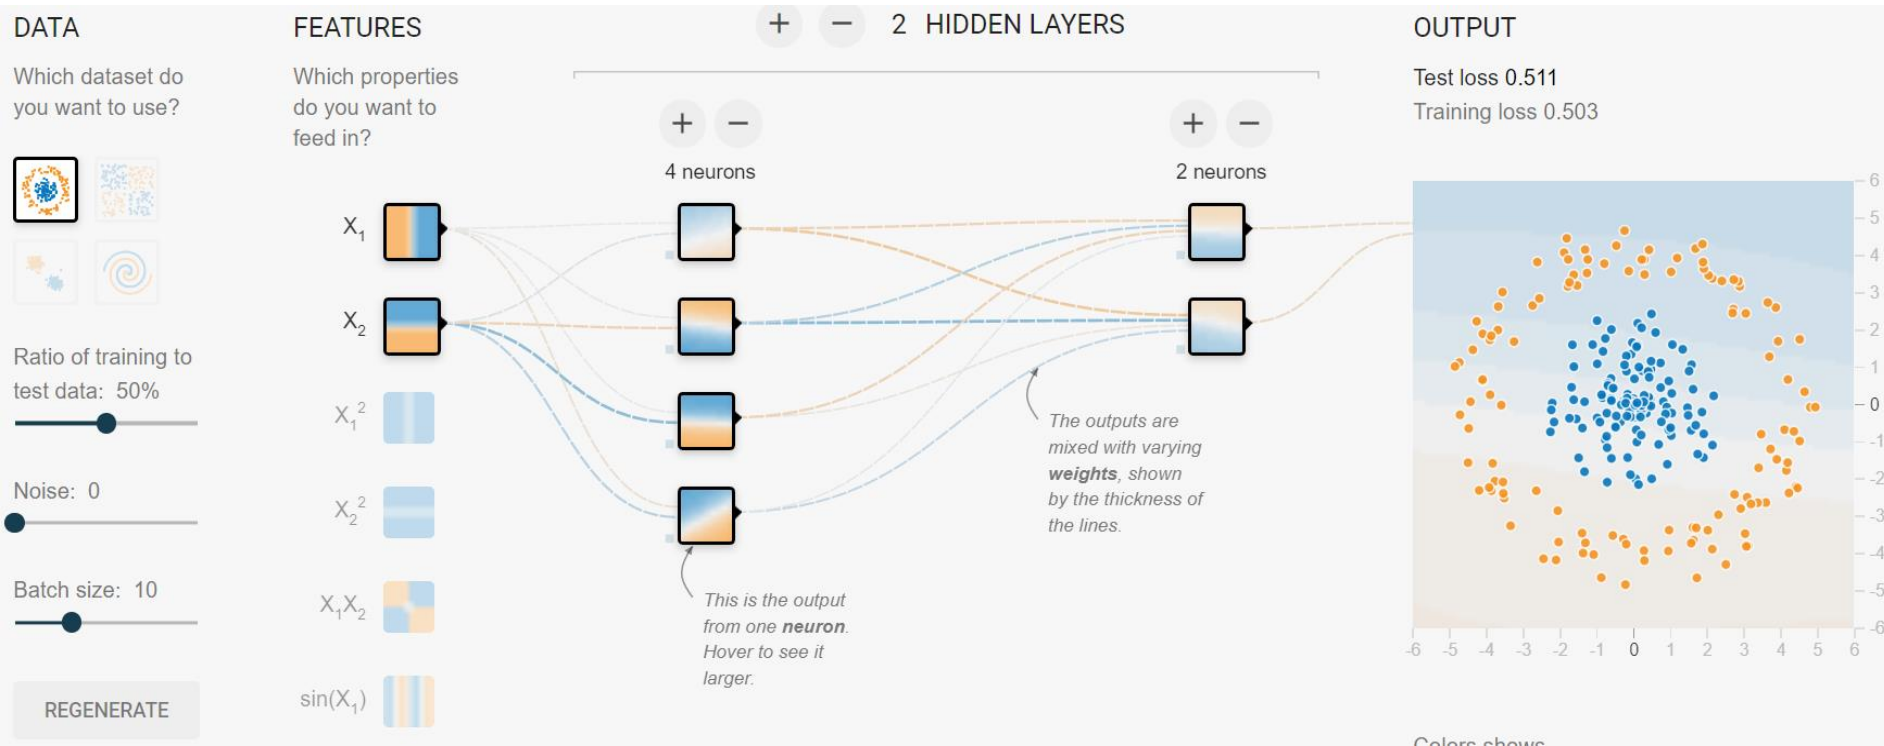 DATA
Which dataset do
you want to use?
Ratio of training to
test data: 50%
Noise: 0
Batch size: 10
REGENERATE
FEATURES
Which properties
do you want to
feed in?
X₁
X₂
X₁²
X₂²
X₁X₂
sin(X₁)
+ − 2 HIDDEN LAYERS
+ −
4 neurons
+ −
2 neurons
This is the output
from one neuron.
Hover to see it
larger.
The outputs are
mixed with varying
weights, shown
by the thickness of
the lines.
OUTPUT
Test loss 0.511
Training loss 0.503
6
5
4
3
2
1
0
-1
-2
-3
-4
-5
-6
-6 -5 -4 -3 -2 -1 0 1 2 3 4 5 6
Colors shows